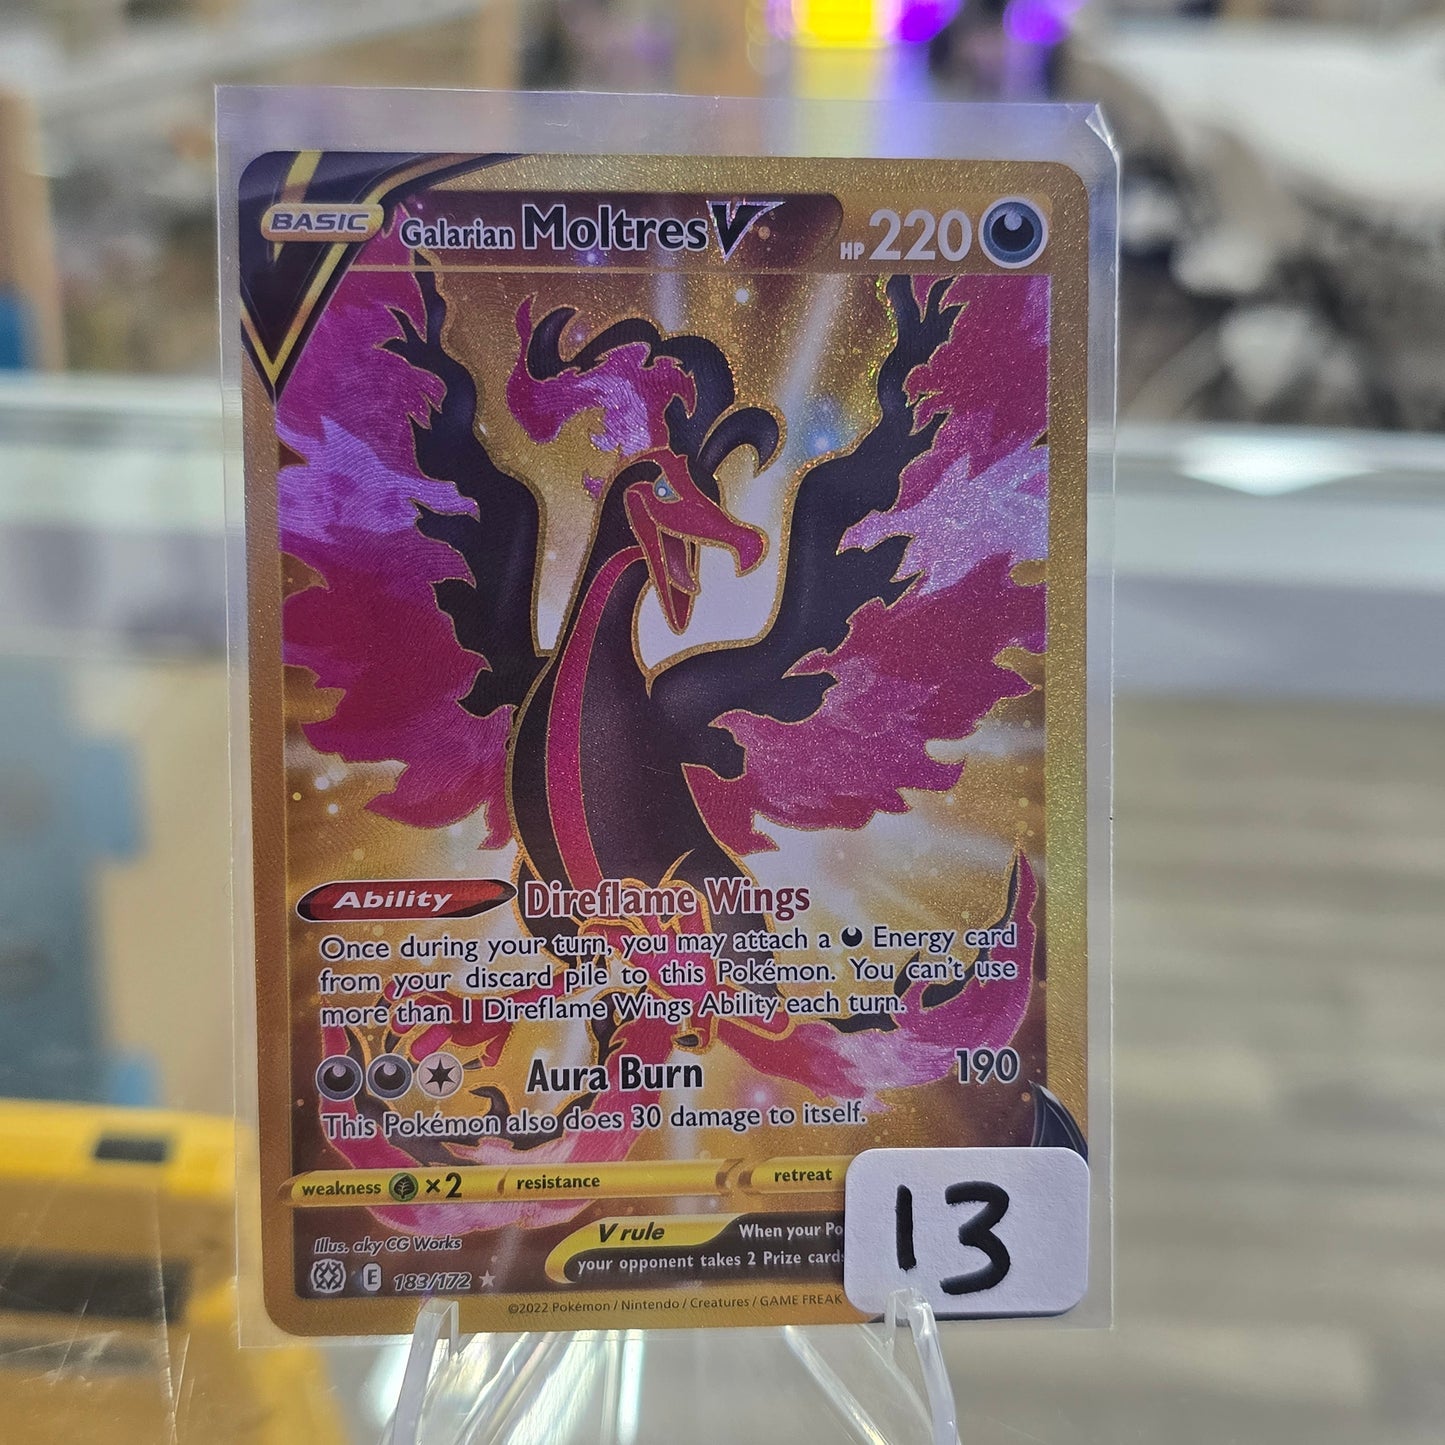 BASIC Galarian Moltres V HP 220
Ability Direflame Wings
Once during your turn, you may attach a Energy card
from your discard pile to this Pokémon. You can't use
more than 1 Direflame Wings Ability each turn.
Aura Burn 190
This Pokémon also does 30 damage to itself.
weakness ×2 resistance retreat
V rule When your Po
your opponent takes 2 Prize cards
Illus. aky CG Works
E 183/172
©2022 Pokémon / Nintendo / Creatures / GAME FREAK
13